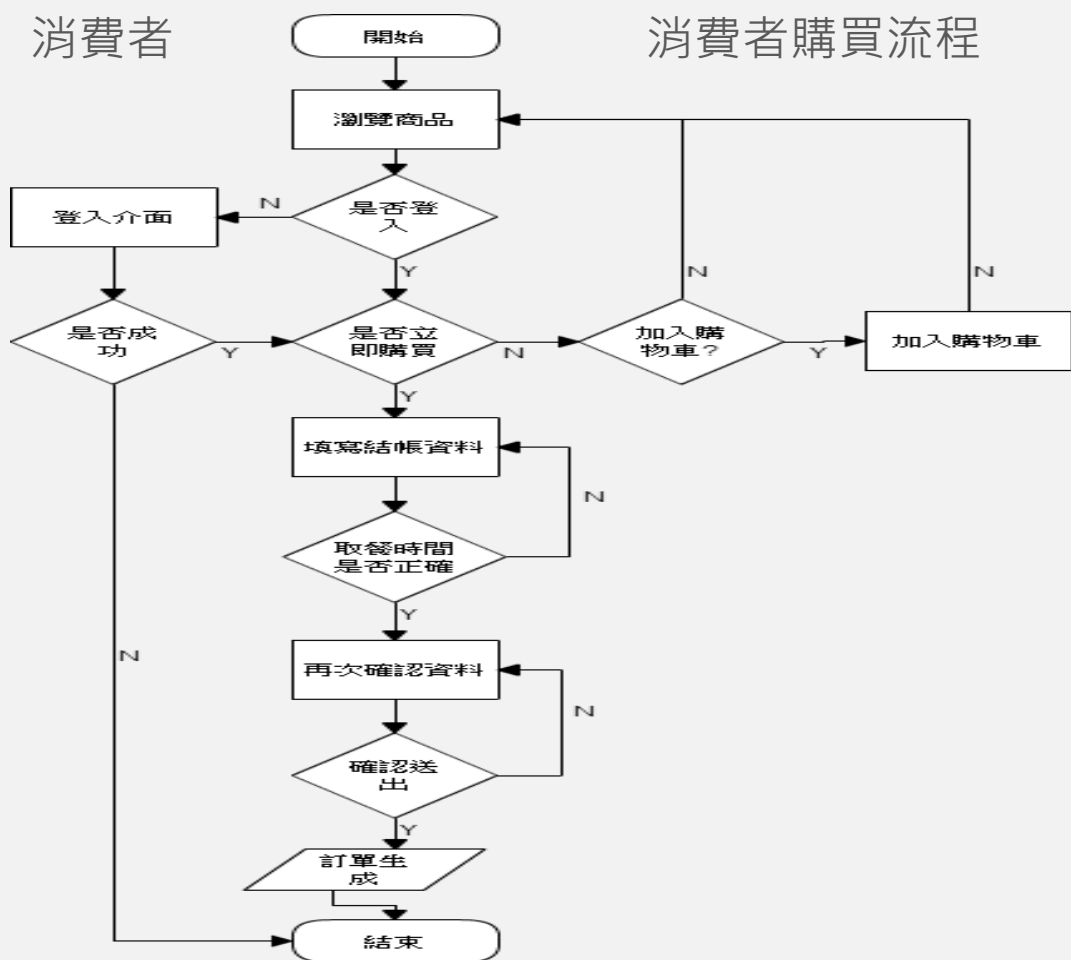 消費者
消費者購買流程
開始
瀏覽商品
是否登
入
N
登入介面
Y
是否成
功
Y
是否立
即購買
N
加入購
物車?
Y
加入購物車
N
N
Y
填寫結帳資料
N
取餐時間
是否正確
Y
N
再次確認資料
N
確認送
出
Y
訂單生
成
結束